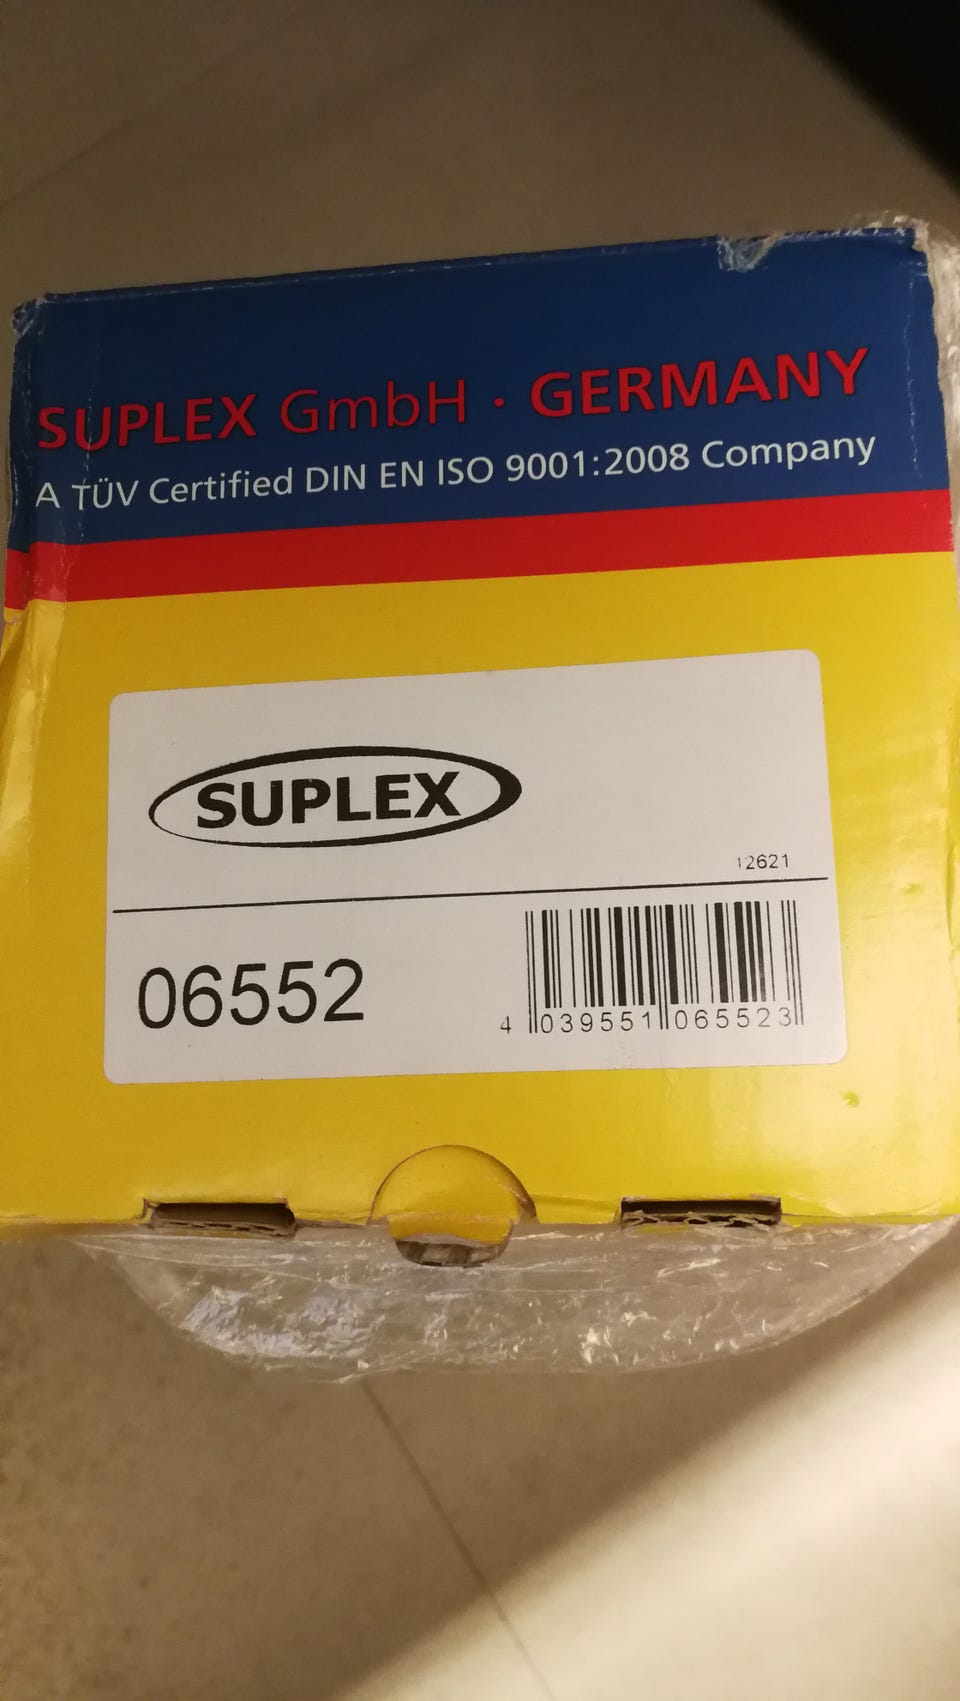 SUPLEX GmbH · GERMANY
A TÜV Certified DIN EN ISO 9001:2008 Company
SUPLEX
12621
06552
4 039551 065523